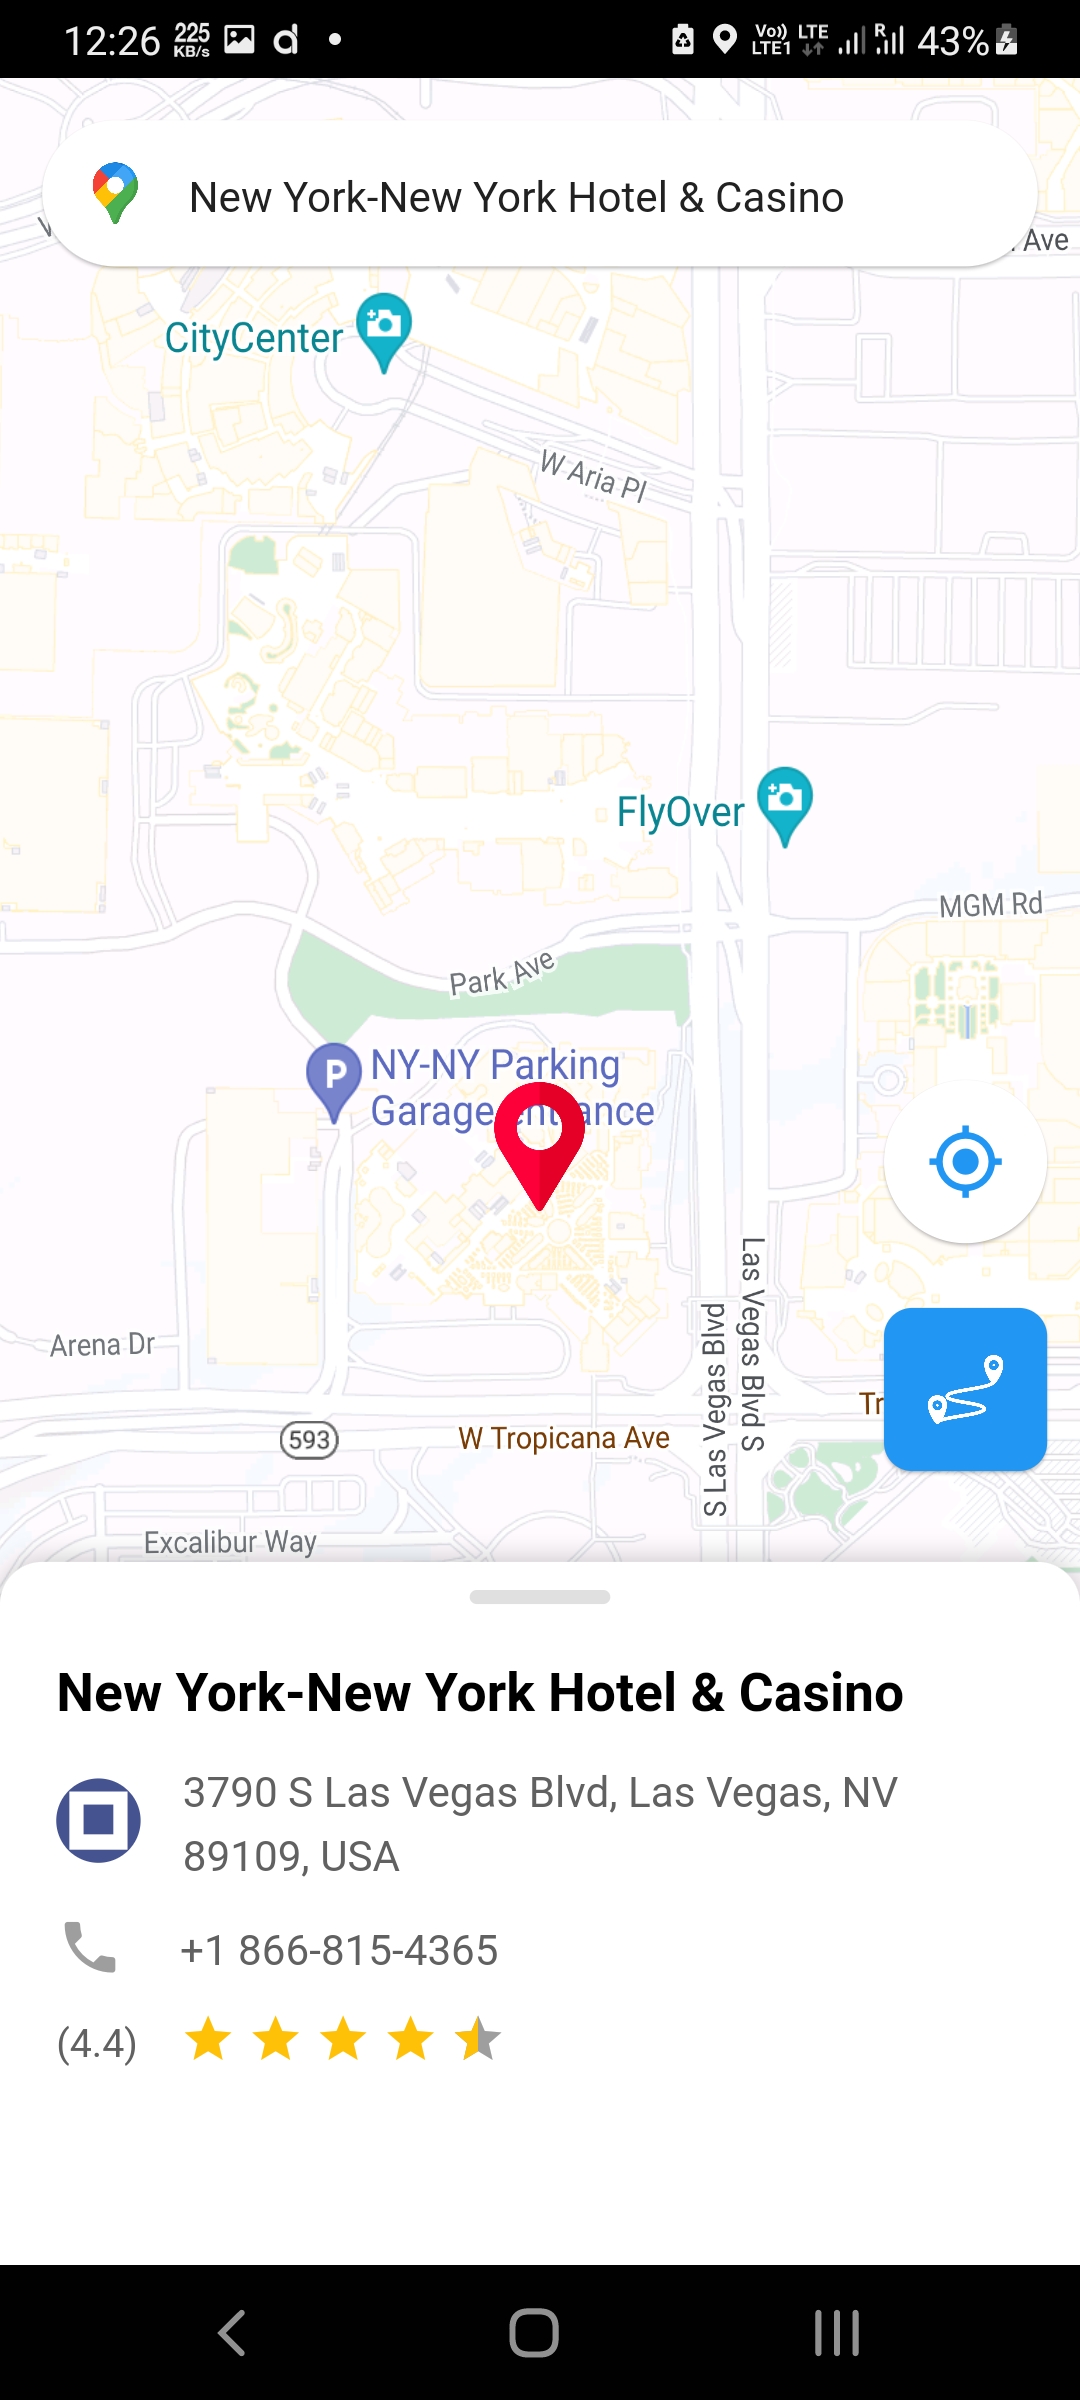 12:26 225 KB/s Vo)) LTE1 LTE R 43%
New York-New York Hotel & Casino
Ave
CityCenter
W Aria Pl
FlyOver
MGM Rd
Park Ave
P NY-NY Parking
Garage entrance
Las Vegas Blvd S
S Las Vegas Blvd
Arena Dr
Tr
593
W Tropicana Ave
Excalibur Way
New York-New York Hotel & Casino
3790 S Las Vegas Blvd, Las Vegas, NV
89109, USA
+1 866-815-4365
(4.4)